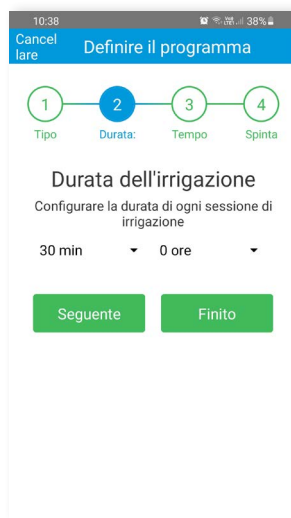 10:38
38%
Cancel
lare
Definire il programma
1
2
3
4
Tipo
Durata:
Tempo
Spinta
Durata dell'irrigazione
Configurare la durata di ogni sessione di
irrigazione
30 min
0 ore
Seguente
Finito